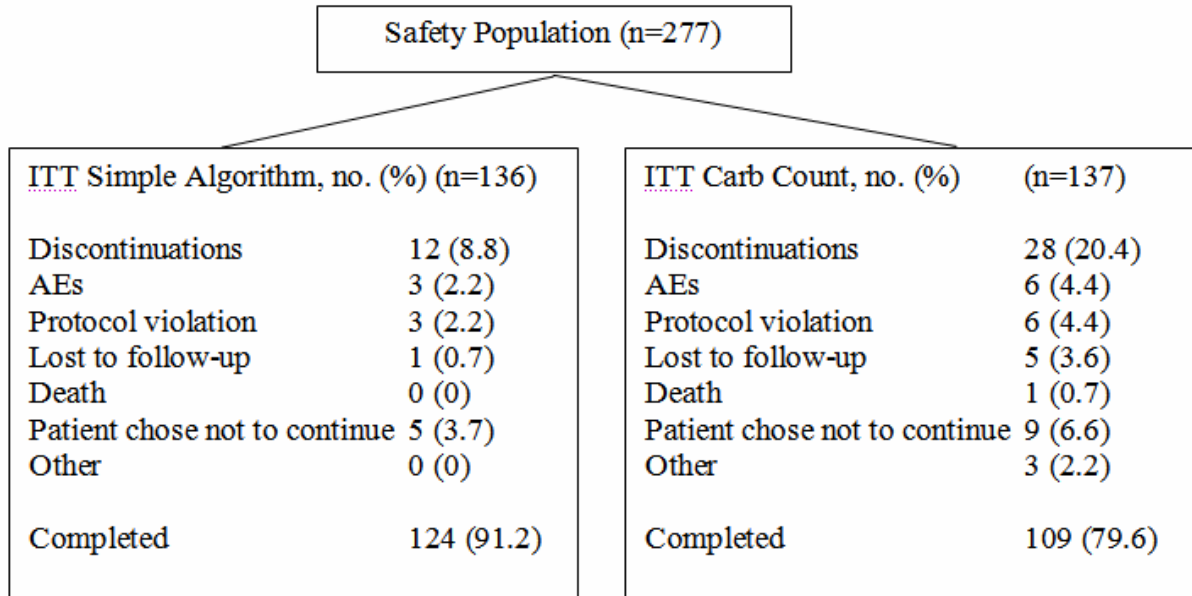 Safety Population (n=277)
ITT Simple Algorithm, no. (%) (n=136)
Discontinuations 12 (8.8)
AEs 3 (2.2)
Protocol violation 3 (2.2)
Lost to follow-up 1 (0.7)
Death 0 (0)
Patient chose not to continue 5 (3.7)
Other 0 (0)
Completed 124 (91.2)
ITT Carb Count, no. (%) (n=137)
Discontinuations 28 (20.4)
AEs 6 (4.4)
Protocol violation 6 (4.4)
Lost to follow-up 5 (3.6)
Death 1 (0.7)
Patient chose not to continue 9 (6.6)
Other 3 (2.2)
Completed 109 (79.6)